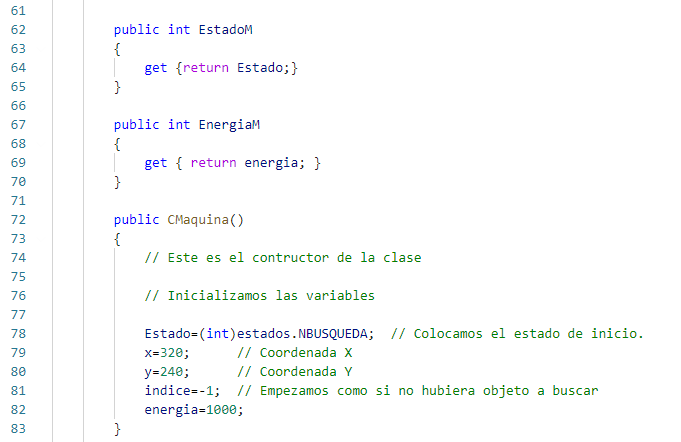 61
62 public int EstadoM
63 {
64 get {return Estado;}
65 }
66
67 public int EnergiaM
68 {
69 get { return energia; }
70 }
71
72 public CMaquina()
73 {
74 // Este es el contructor de la clase
75
76 // Inicializamos las variables
77
78 Estado=(int)estados.NBUSQUEDA; // Colocamos el estado de inicio.
79 x=320; // Coordenada X
80 y=240; // Coordenada Y
81 indice=-1; // Empezamos como si no hubiera objeto a buscar
82 energia=1000;
83 }